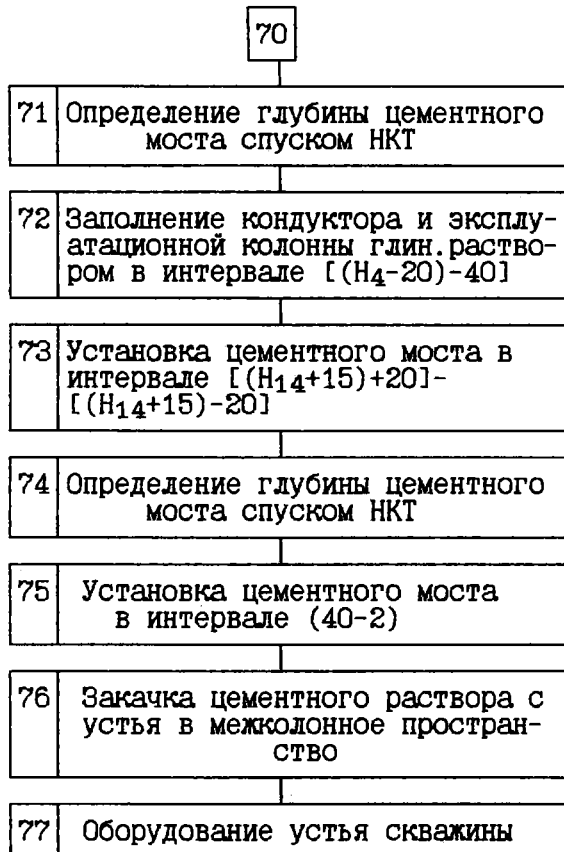 70
71 Определение глубины цементного
моста спуском НКТ
72 Заполнение кондуктора и эксплу-
атационной колонны глин.раство-
ром в интервале [(H4-20)-40]
73 Установка цементного моста в
интервале [(H14+15)+20]-
[(H14+15)-20]
74 Определение глубины цементного
моста спуском НКТ
75 Установка цементного моста
в интервале (40-2)
76 Закачка цементного раствора с
устья в межколонное простран-
ство
77 Оборудование устья скважины